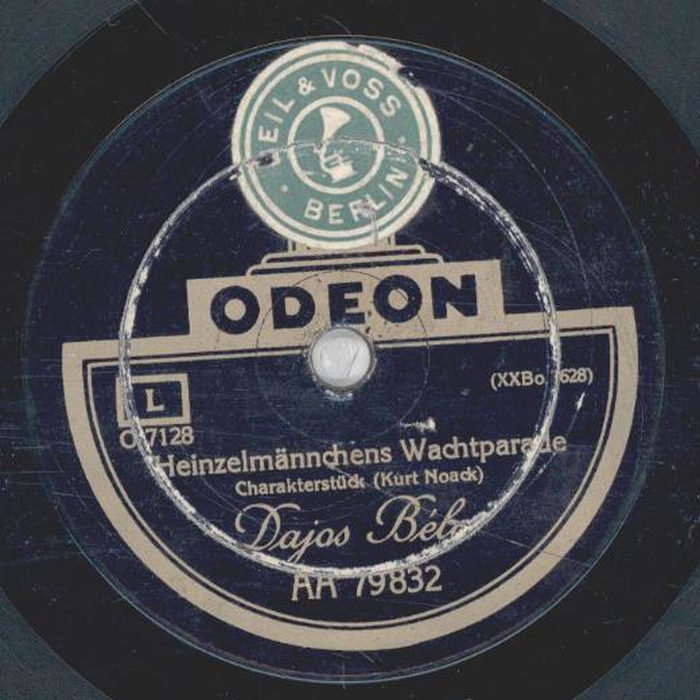 EIL & VOSS
BERLIN
ODEON
L
(XXBo. 7628)
O-7128
Heinzelmännchens Wachtparade
Charakterstück (Kurt Noack)
Dajos Béla
AA 79832